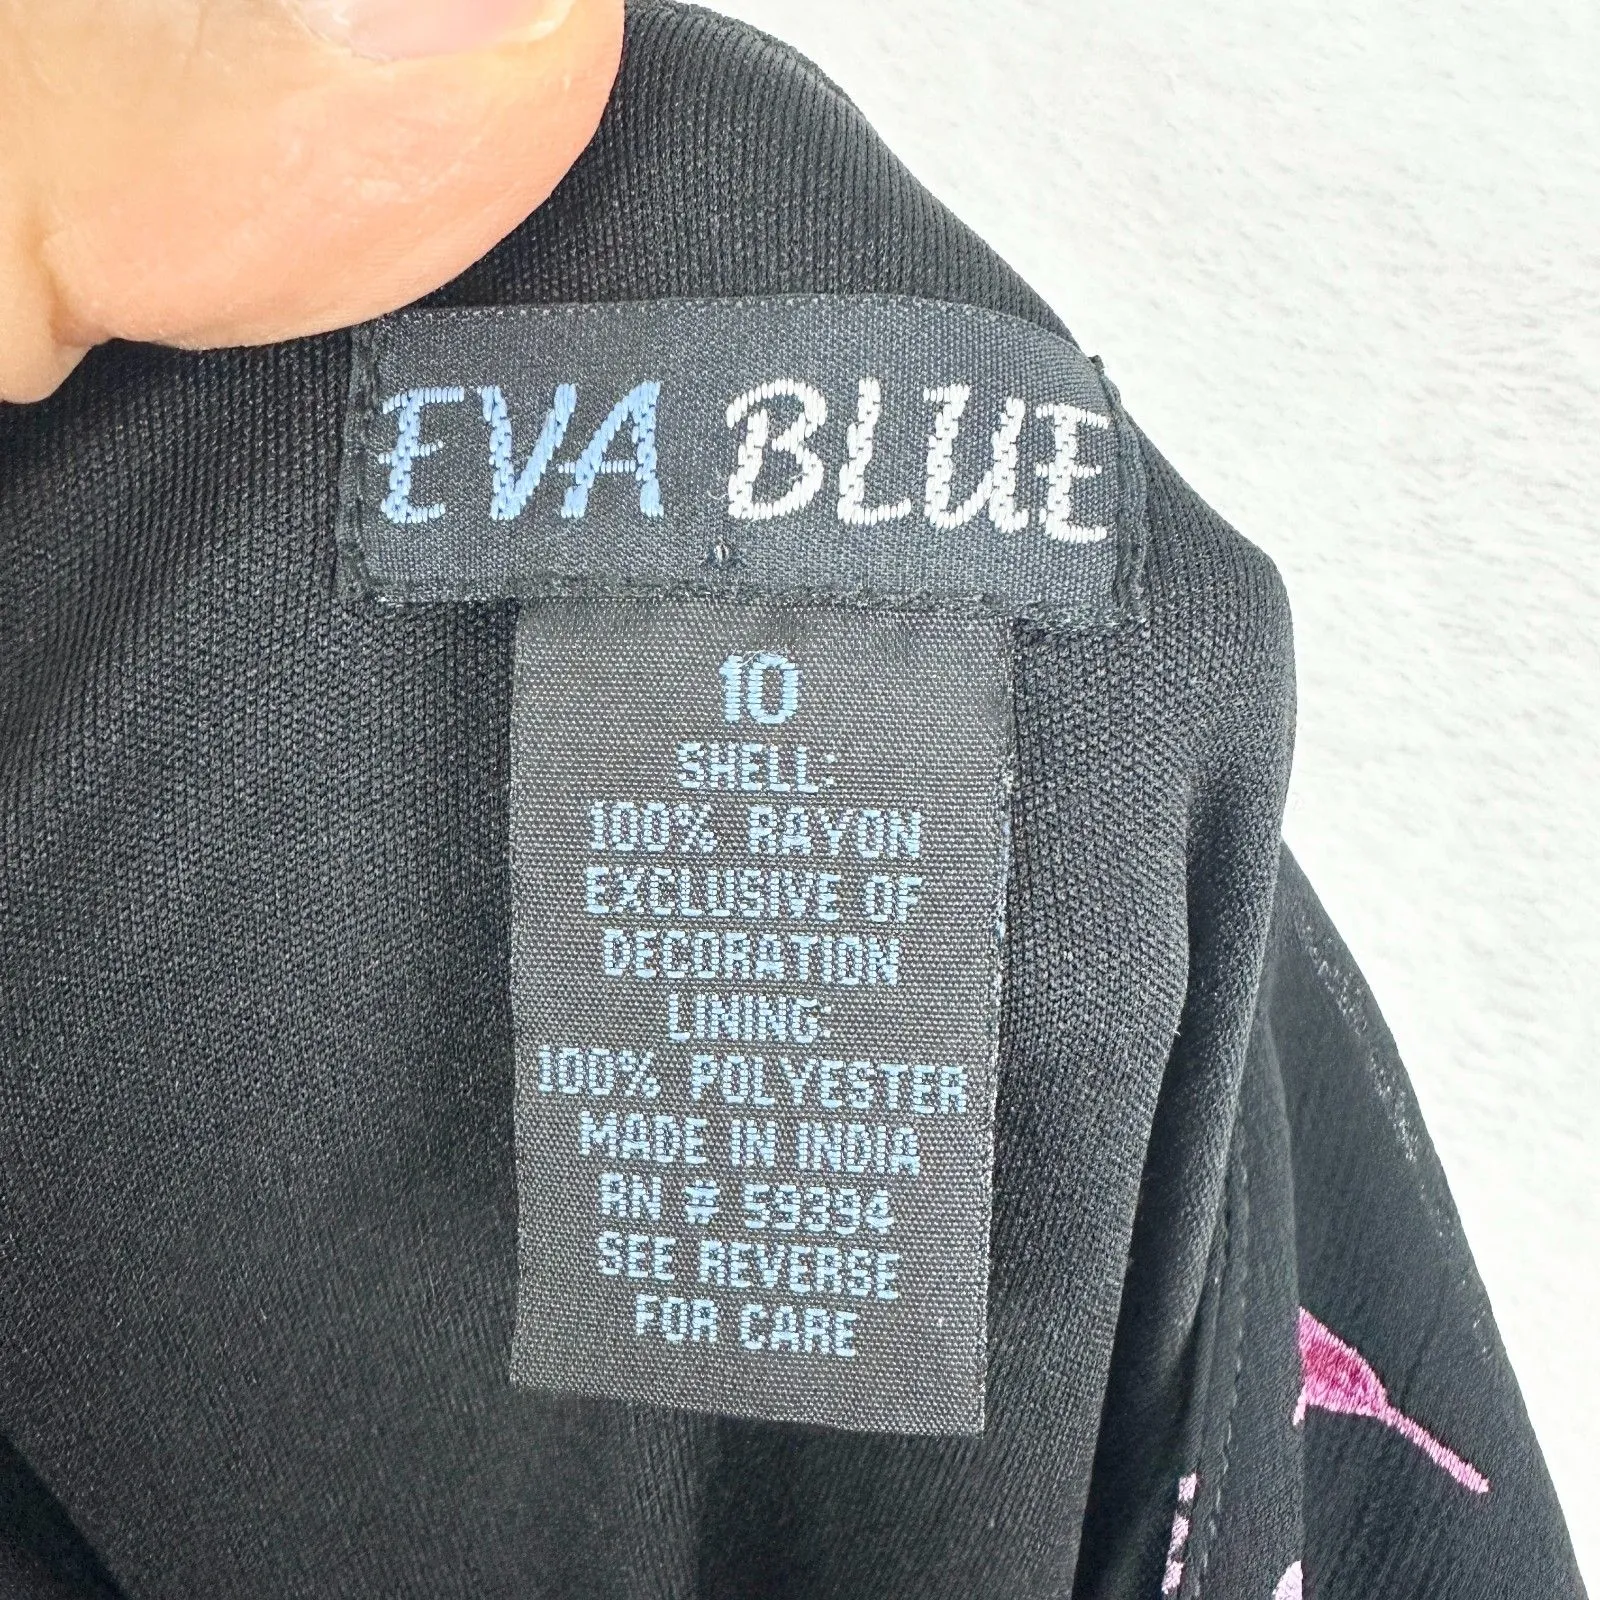 EVA BLUE
10
SHELL:
100% RAYON
EXCLUSIVE OF
DECORATION
LINING:
100% POLYESTER
MADE IN INDIA
RN # 59394
SEE REVERSE
FOR CARE